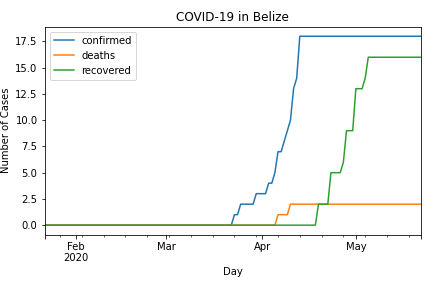 COVID-19 in Belize
confirmed
deaths
recovered
Number of Cases
17.5
15.0
12.5
10.0
7.5
5.0
2.5
0.0
Feb
2020
Mar
Apr
May
Day